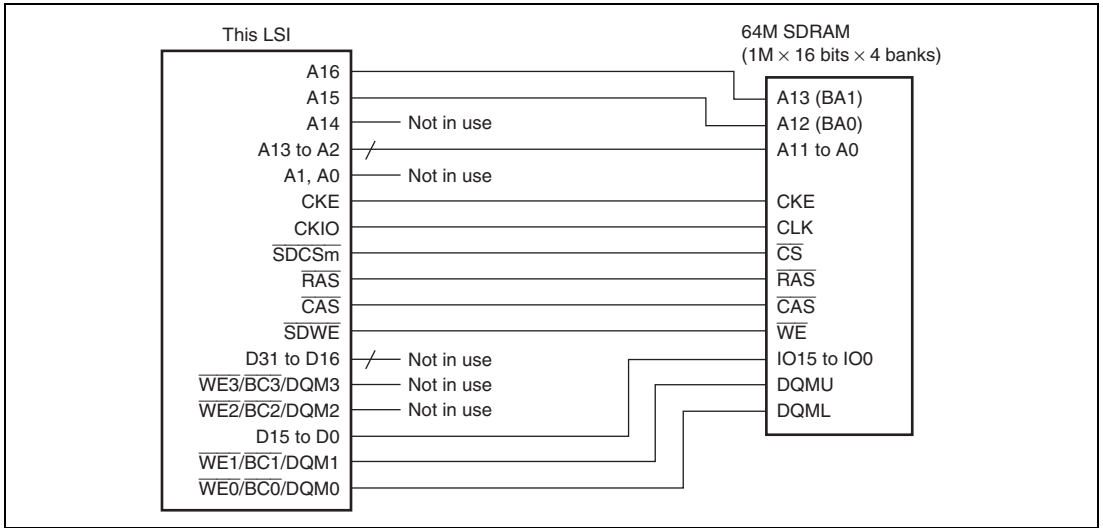 This LSI
64M SDRAM
(1M × 16 bits × 4 banks)
A16
A13 (BA1)
A15
A12 (BA0)
A14
Not in use
A13 to A2
A11 to A0
A1, A0
Not in use
CKE
CKE
CKIO
CLK
SDCSm
CS
RAS
RAS
CAS
CAS
SDWE
WE
D31 to D16
Not in use
IO15 to IO0
WE3/BC3/DQM3
Not in use
DQMU
WE2/BC2/DQM2
Not in use
DQML
D15 to D0
WE1/BC1/DQM1
WE0/BC0/DQM0